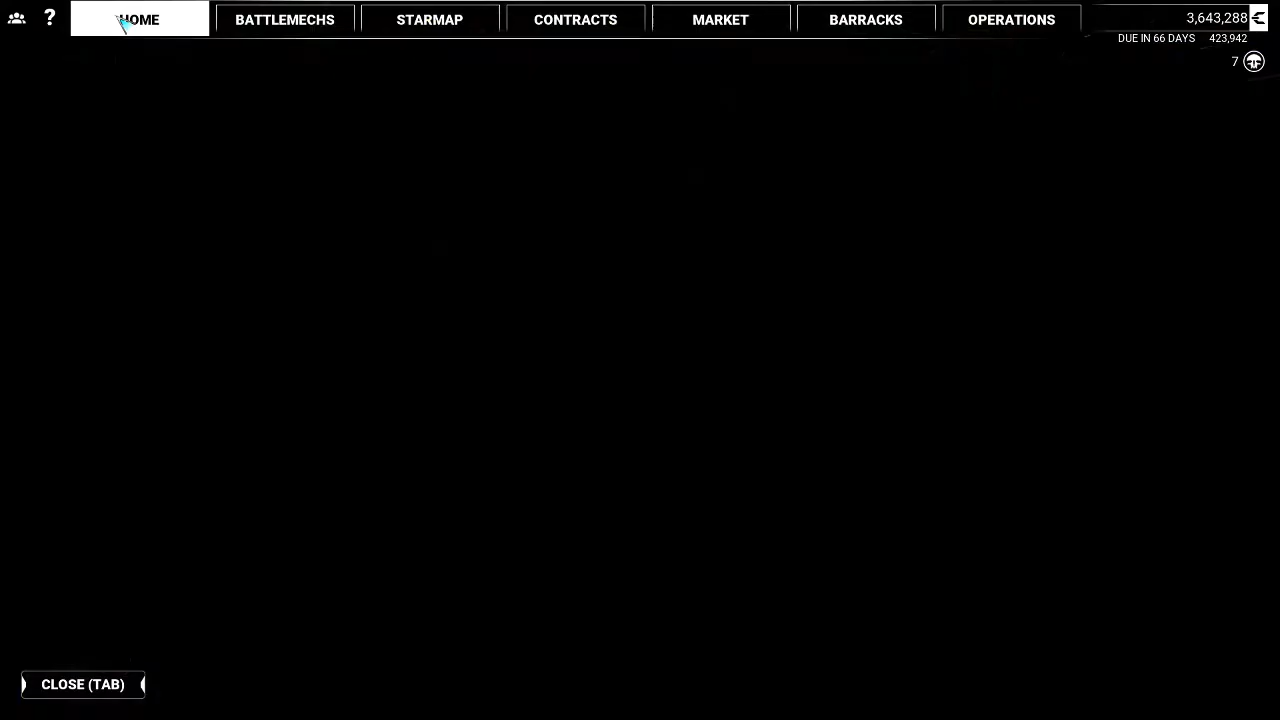 ? HOME BATTLEMECHS STARMAP CONTRACTS MARKET BARRACKS OPERATIONS 3,643,288
DUE IN 66 DAYS 423,942
7
CLOSE (TAB)